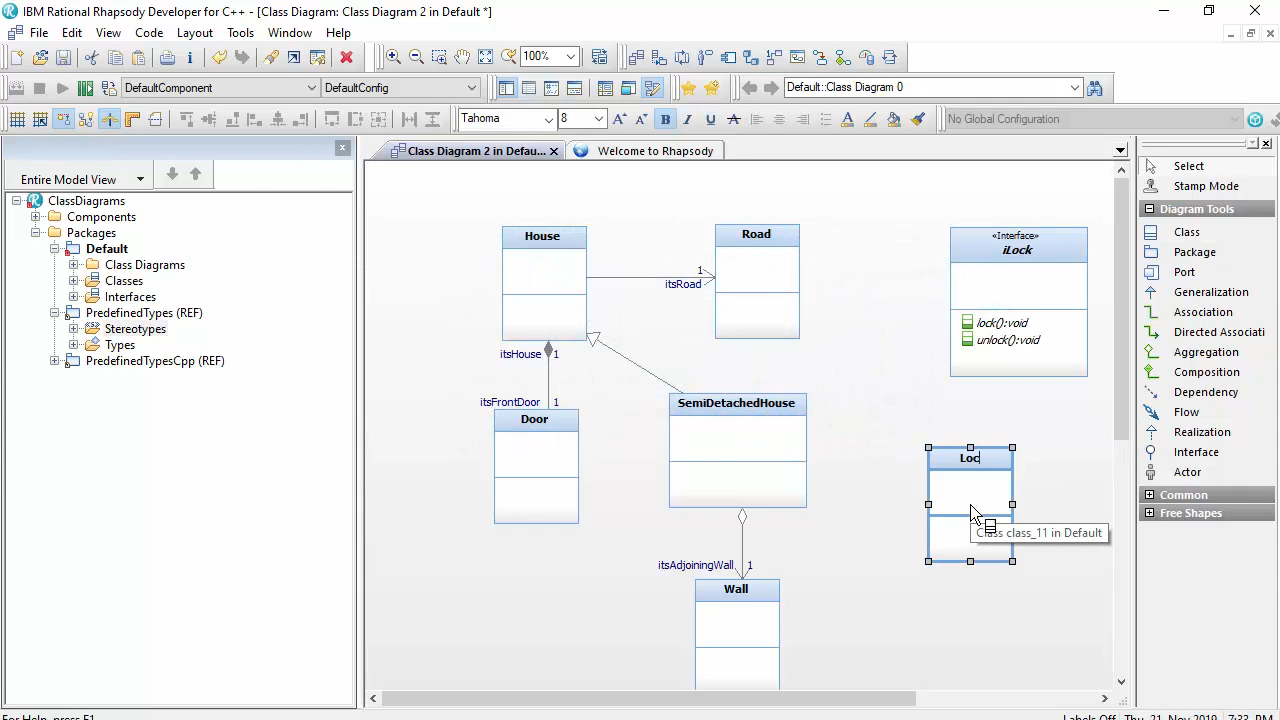 IBM Rational Rhapsody Developer for C++ - [Class Diagram: Class Diagram 2 in Default *]
File Edit View Code Layout Tools Window Help
100%
DefaultComponent DefaultConfig Default::Class Diagram 0
Tahoma 8 No Global Configuration
Entire Model View
ClassDiagrams
Components
Packages
Default
Class Diagrams
Classes
Interfaces
PredefinedTypes (REF)
Stereotypes
Types
PredefinedTypesCpp (REF)
Class Diagram 2 in Defau... Welcome to Rhapsody
House
Road
1
itsRoad
«Interface»
iLock
lock():void
unlock():void
itsHouse 1
itsFrontDoor 1
Door
SemiDetachedHouse
Loc
Class class_11 in Default
itsAdjoiningWall 1
Wall
Select
Stamp Mode
Diagram Tools
Class
Package
Port
Generalization
Association
Directed Associati
Aggregation
Composition
Dependency
Flow
Realization
Interface
Actor
Common
Free Shapes
For Help, press F1
Labels Off Thu, 21, Nov 2019 7:33 PM